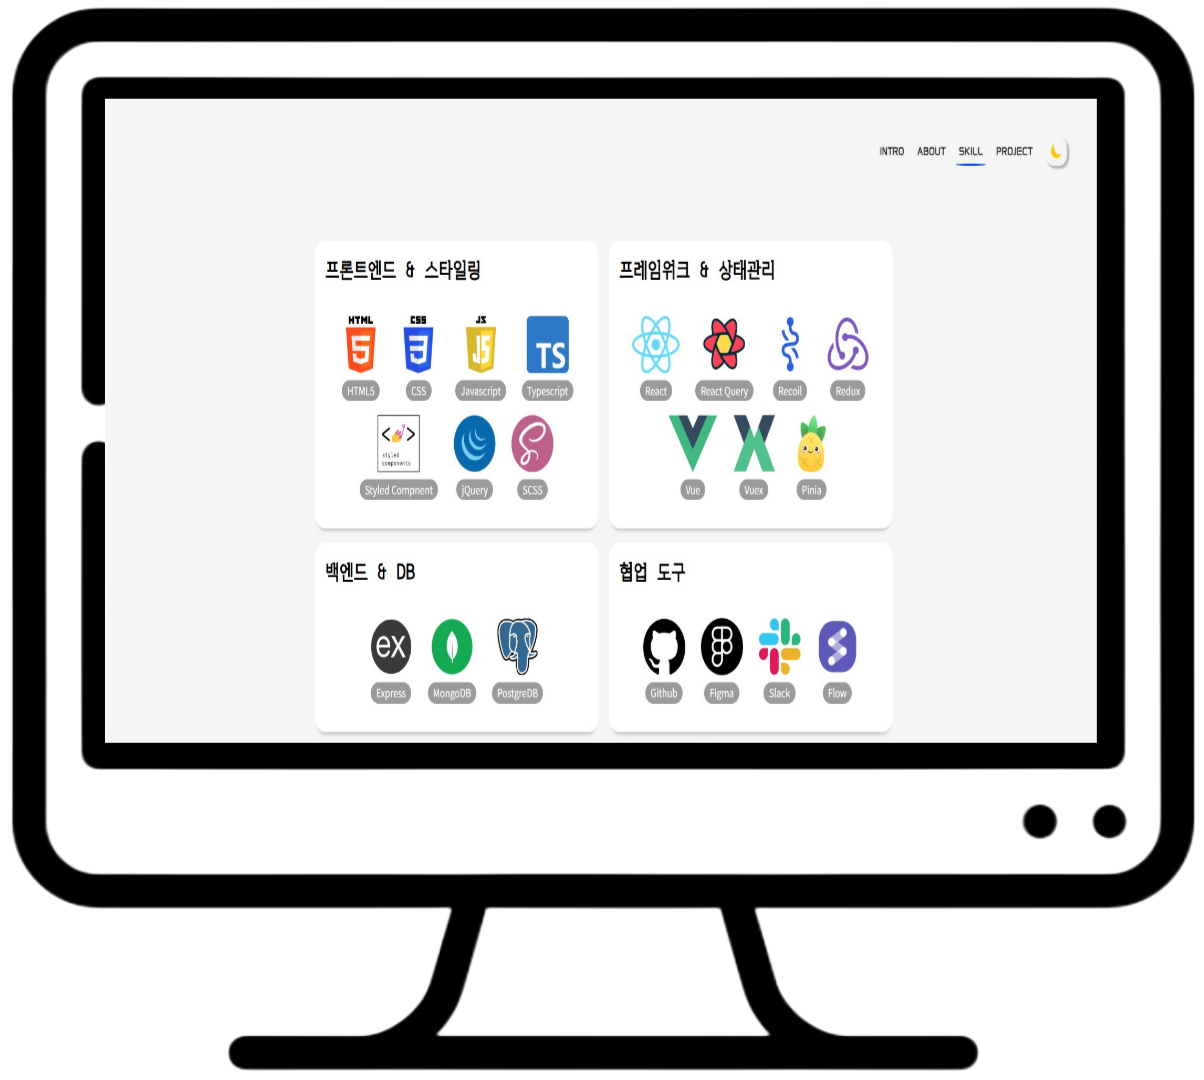 INTRO ABOUT SKILL PROJECT
프론트엔드 & 스타일링
HTML CSS JS TS
HTML5 CSS Javascript Typescript
styled
components
Styled Compnent jQuery SCSS
프레임워크 & 상태관리
React React Query Recoil Redux
Vue Vuex Pinia
백엔드 & DB
ex
Express MongoDB PostgreDB
협업 도구
Github Figma Slack Flow